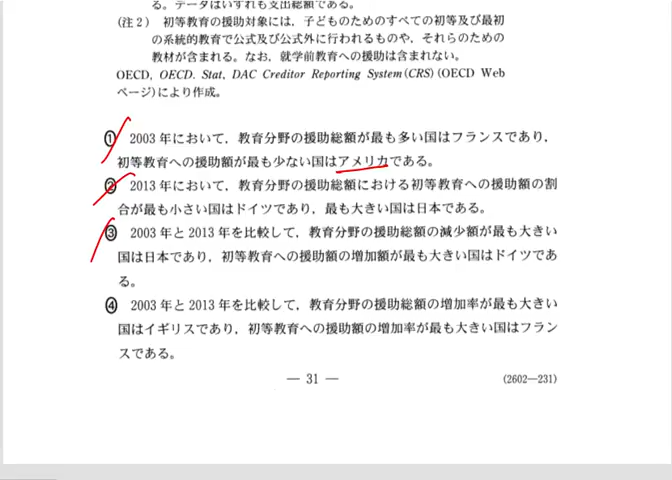 る。データはいずれも支出総額である。
(注2) 初等教育の援助対象には，子どものためのすべての初等及び最初
の系統的教育で公式及び公式外に行われるものや，それらのための
教材が含まれる。なお，就学前教育への援助は含まれない。
OECD, OECD. Stat, DAC Creditor Reporting System (CRS) (OECD Web
ページ)により作成。
① 2003年において，教育分野の援助総額が最も多い国はフランスであり，
初等教育への援助額が最も少ない国はアメリカである。
② 2013年において，教育分野の援助総額における初等教育への援助額の割
合が最も小さい国はドイツであり，最も大きい国は日本である。
③ 2003年と2013年を比較して，教育分野の援助総額の減少額が最も大きい
国は日本であり，初等教育への援助額の増加額が最も大きい国はドイツであ
る。
④ 2003年と2013年を比較して，教育分野の援助総額の増加率が最も大きい
国はイギリスであり，初等教育への援助額の増加率が最も大きい国はフラン
スである。
— 31 — (2602—231)